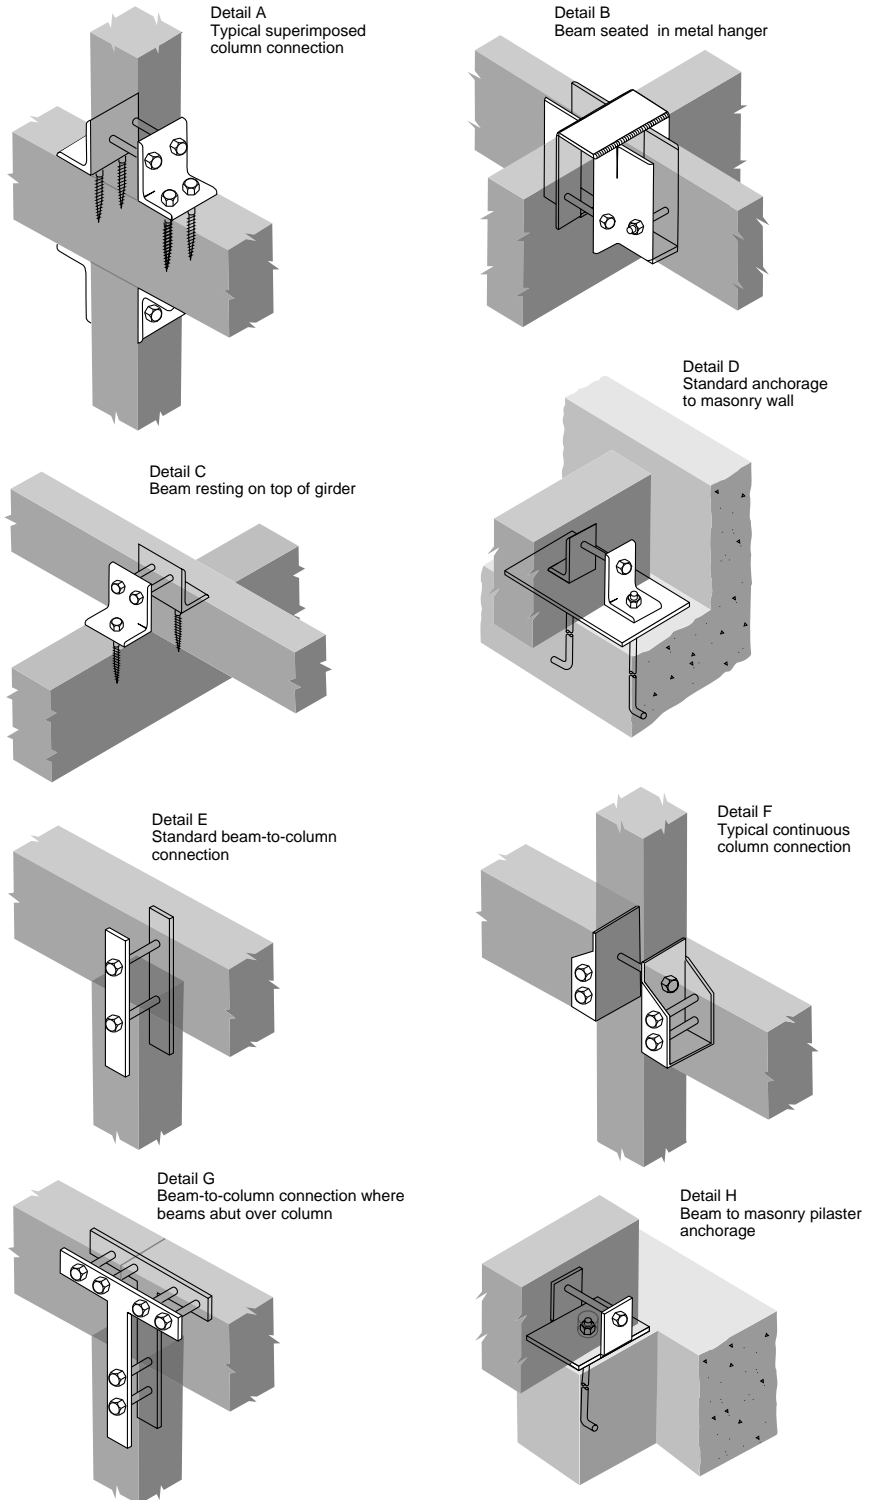 Detail A
Typical superimposed
column connection
Detail B
Beam seated in metal hanger
Detail C
Beam resting on top of girder
Detail D
Standard anchorage
to masonry wall
Detail E
Standard beam-to-column
connection
Detail F
Typical continuous
column connection
Detail G
Beam-to-column connection where
beams abut over column
Detail H
Beam to masonry pilaster
anchorage